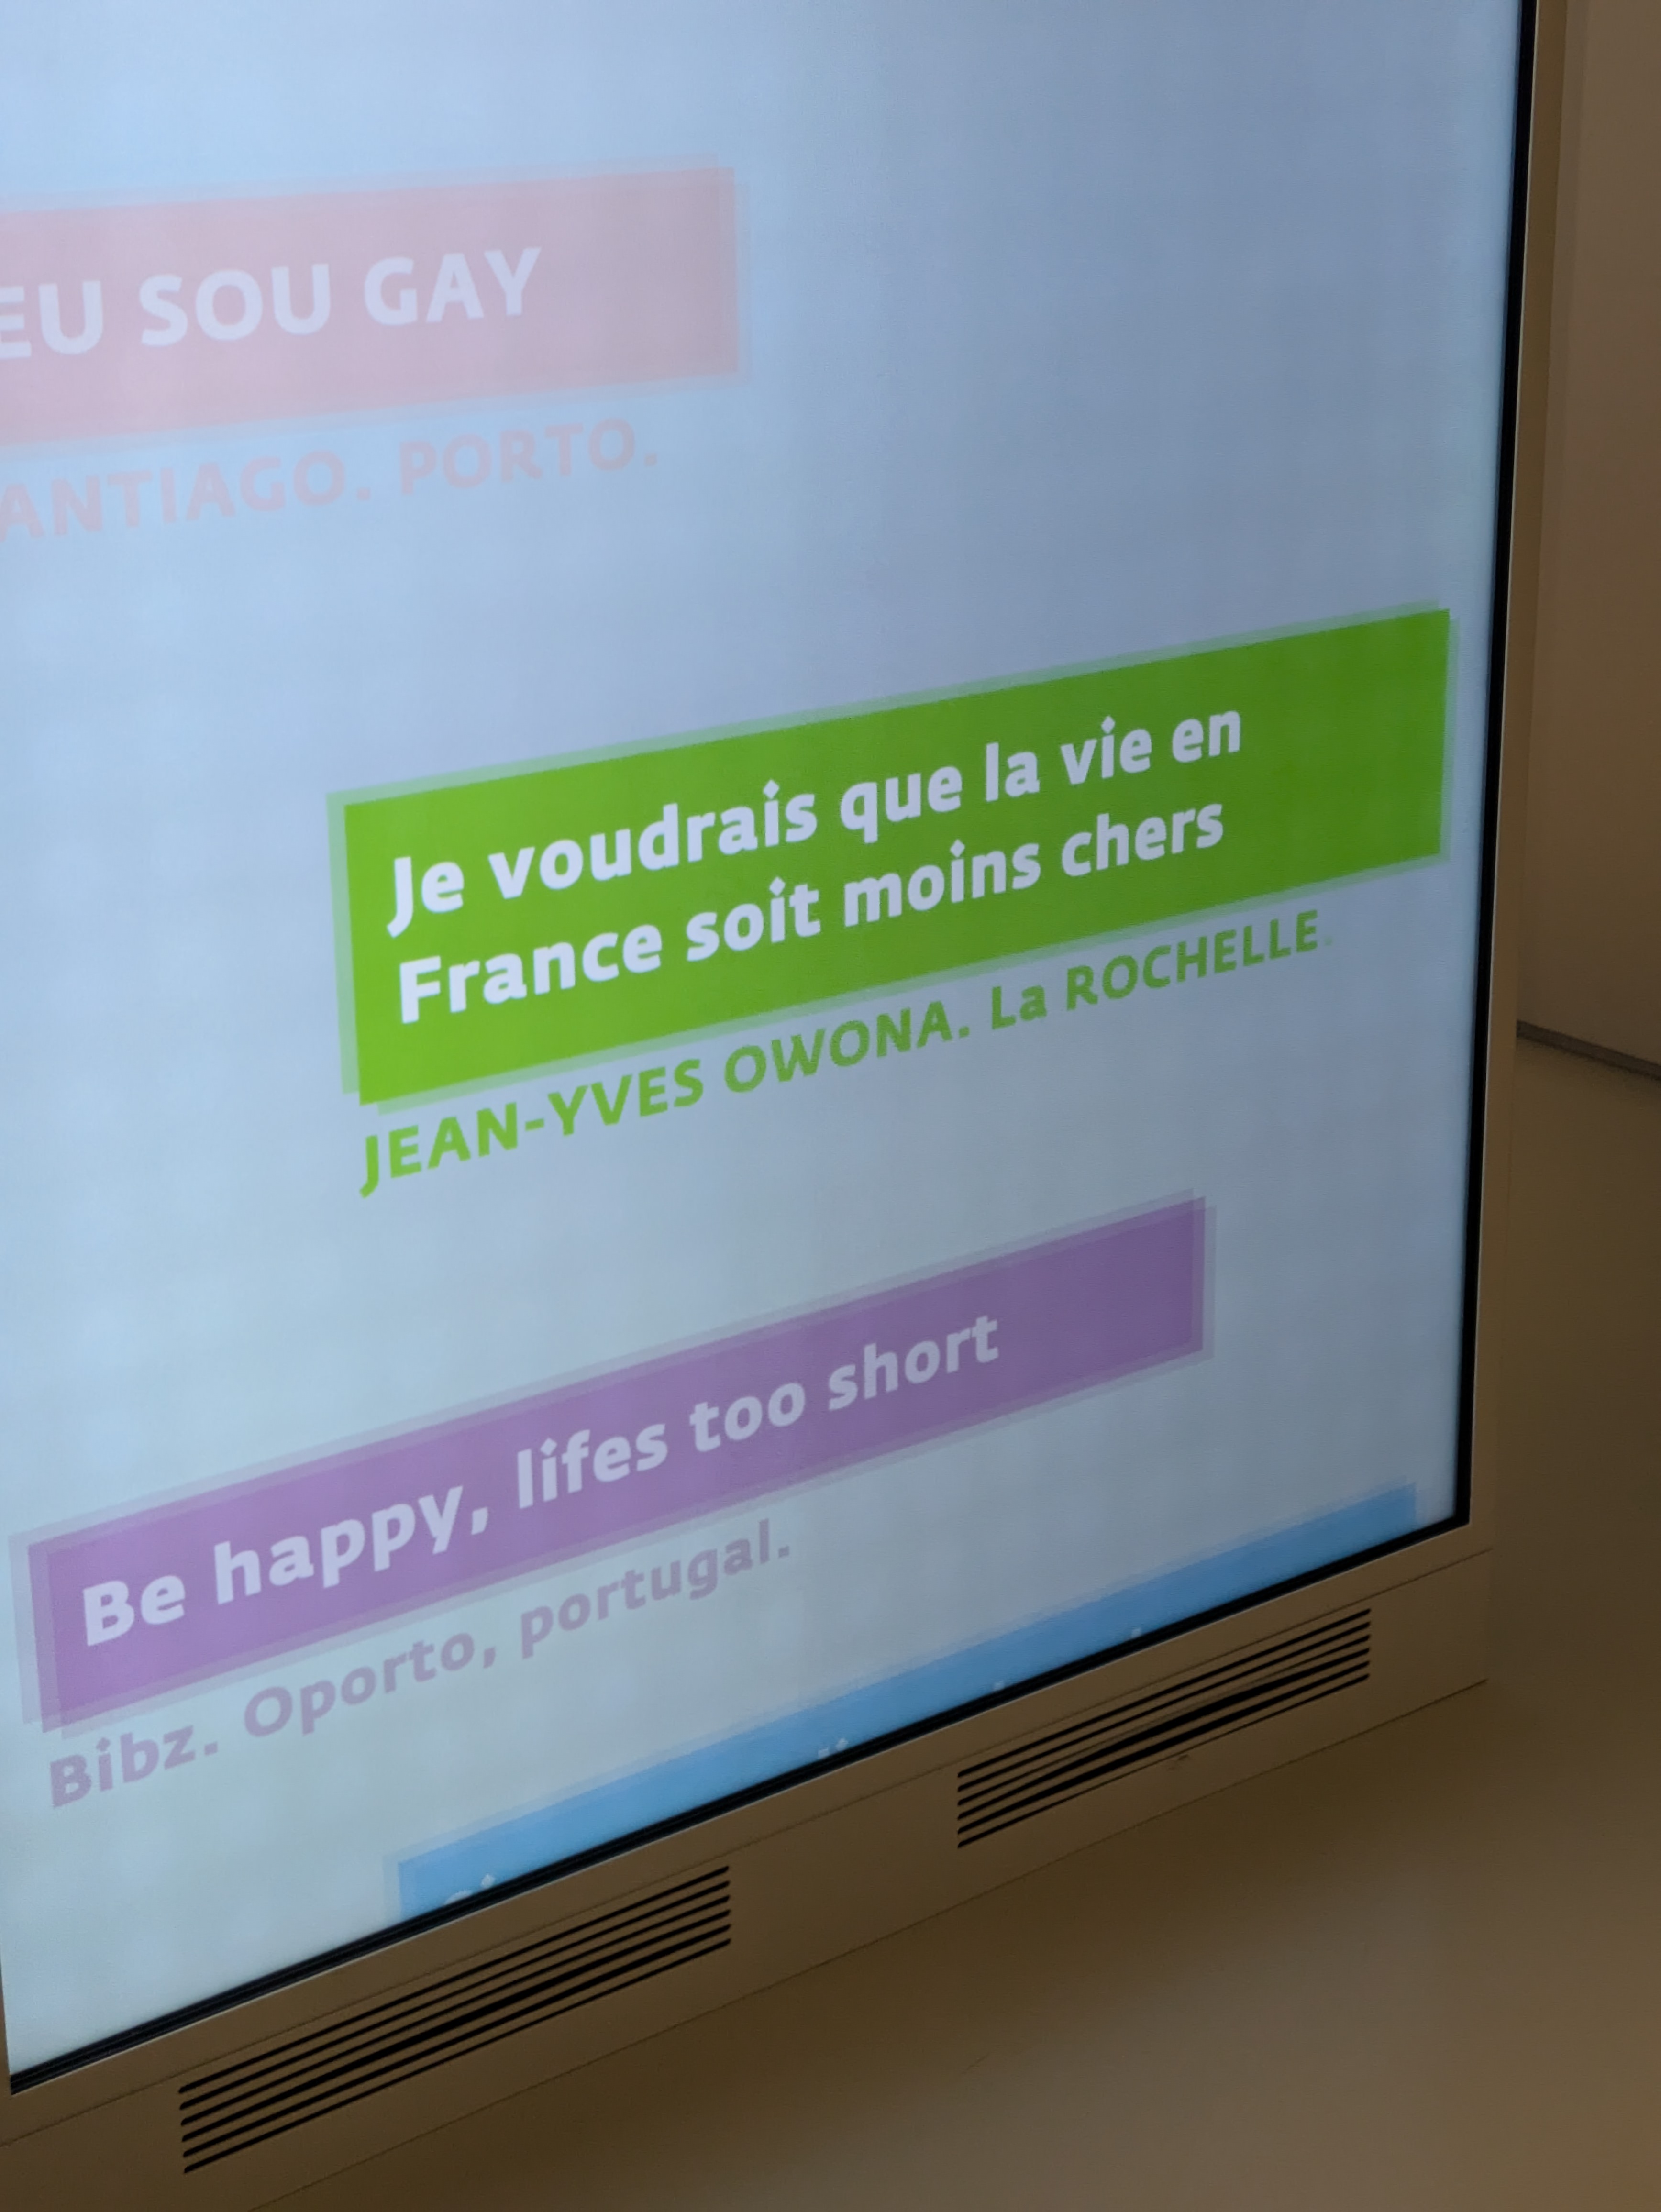 EU SOU GAY
ANTIAGO. PORTO.
Je voudrais que la vie en
France soit moins chers
JEAN-YVES OWONA. La ROCHELLE.
Be happy, lifes too short
Bibz. Oporto, portugal.